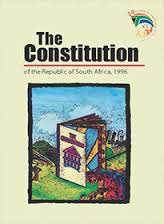 The
Constitution
of the Republic of South Africa, 1996